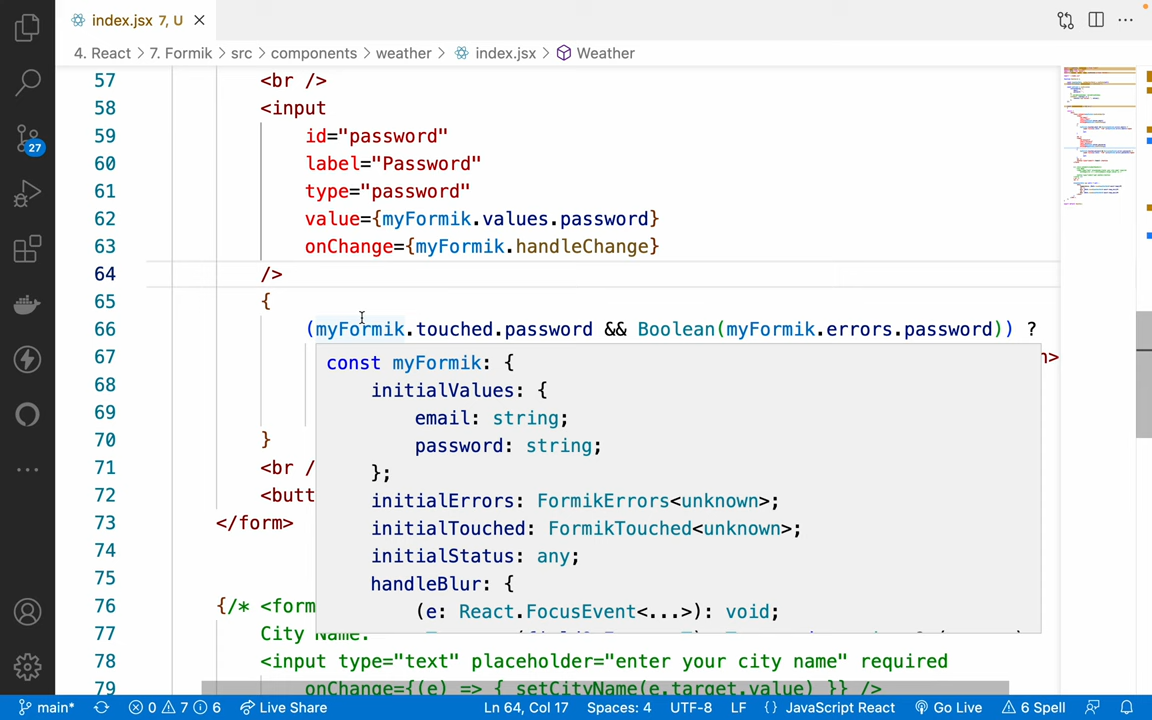 index.jsx 7, U
4. React > 7. Formik > src > components > weather > index.jsx > Weather
57 <br />
58 <input
59 id="password"
60 label="Password"
61 type="password"
62 value={myFormik.values.password}
63 onChange={myFormik.handleChange}
64 />
65 {
66 (myFormik.touched.password && Boolean(myFormik.errors.password)) ?
67 n>
const myFormik: {
68 initialValues: {
69 email: string;
70 } password: string;
71 <br / };
72 <butt initialErrors: FormikErrors<unknown>;
73 </form> initialTouched: FormikTouched<unknown>;
74 initialStatus: any;
75 handleBlur: {
76 {/* <form (e: React.FocusEvent<...>): void;
77 City Name:
78 <input type="text" placeholder="enter your city name" required
79 onChange={(e) => { setCityName(e.target.value) }} />
27
main* 0 7 6 Live Share Ln 64, Col 17 Spaces: 4 UTF-8 LF {} JavaScript React Go Live 6 Spell